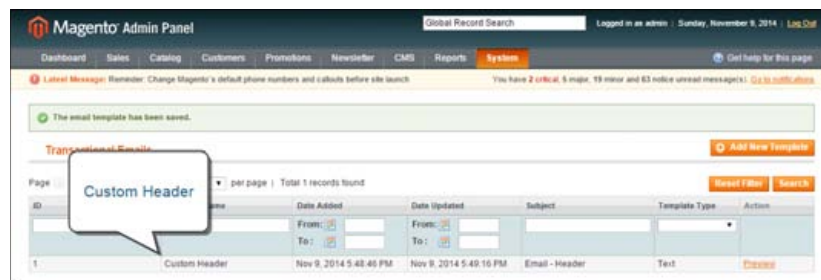 Magento® Admin Panel
Global Record Search
Logged in as admin | Sunday, November 9, 2014 | Log Out
Dashboard Sales Catalog Customers Promotions Newsletter CMS Reports System
Get help for this page
Latest Message: Reminder: Change Magento's default phone numbers and callouts before site launch
You have 2 critical, 5 major, 19 minor and 63 notice unread message(s). Go to notifications
The email template has been saved.
Transactional Emails
Add New Template
Page per page | Total 1 records found
Reset Filter Search
Custom Header
ID Date Added Date Updated Subject Template Type Action
From: From:
To: To:
1 Custom Header Nov 9, 2014 5:48:46 PM Nov 9, 2014 5:49:16 PM Email - Header Text Preview